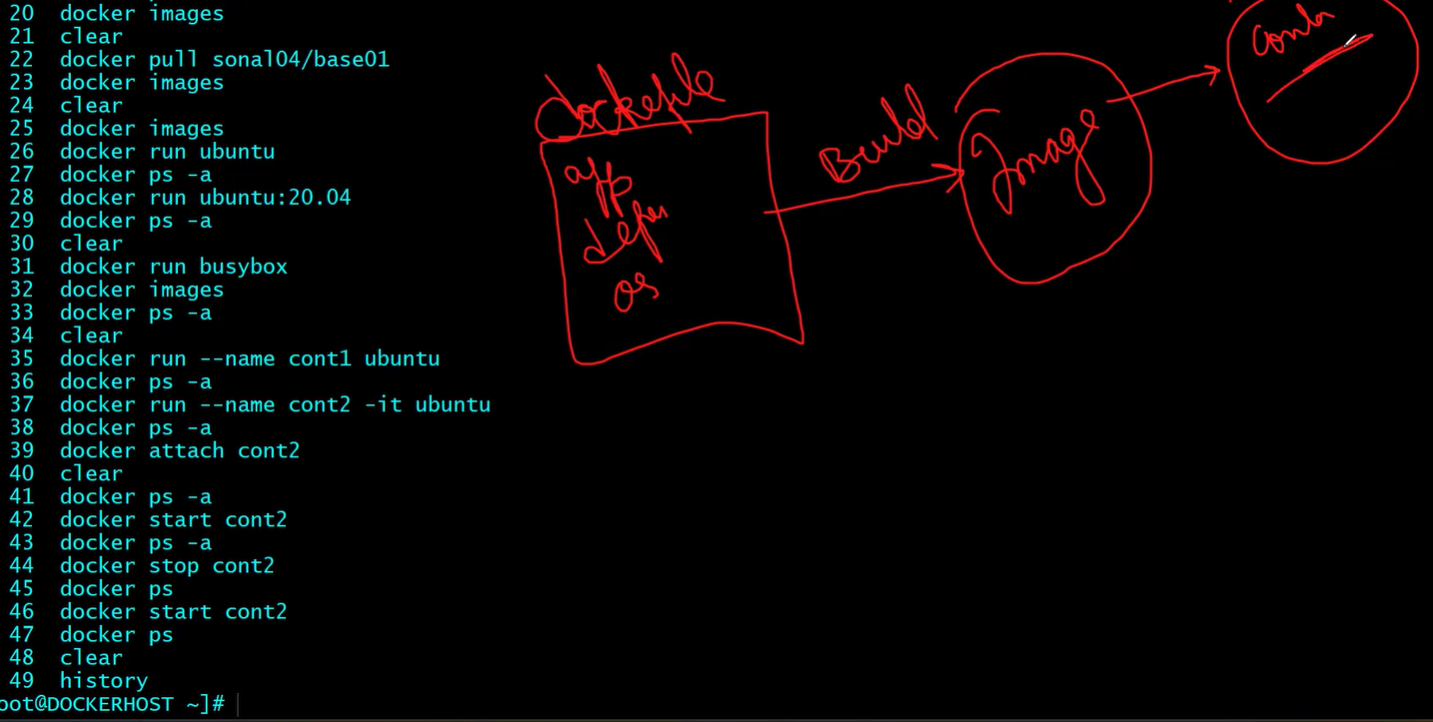 20 docker images
21 clear
22 docker pull sonal04/base01
23 docker images
24 clear
25 docker images
26 docker run ubuntu
27 docker ps -a
28 docker run ubuntu:20.04
29 docker ps -a
30 clear
31 docker run busybox
32 docker images
33 docker ps -a
34 clear
35 docker run --name cont1 ubuntu
36 docker ps -a
37 docker run --name cont2 -it ubuntu
38 docker ps -a
39 docker attach cont2
40 clear
41 docker ps -a
42 docker start cont2
43 docker ps -a
44 docker stop cont2
45 docker ps
46 docker start cont2
47 docker ps
48 clear
49 history
oot@DOCKERHOST ~]#
dockefile
app
os
Build
Image